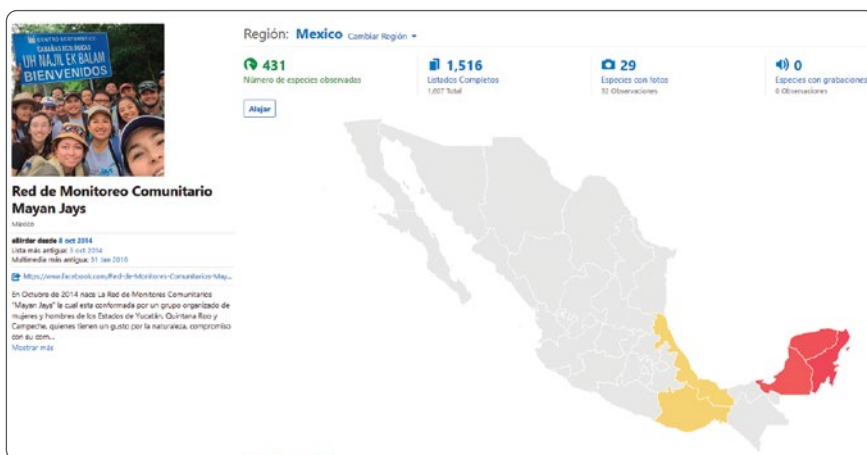 CENTRO ECOTURISTICO
CABAÑAS ECOLOGICAS
UH NAJIL EK BALAM
BIENVENIDOS
Red de Monitoreo Comunitario
Mayan Jays
Mexico
eBirder desde 8 oct 2014
Lista más antigua: 3 oct 2014
Multimedia más antigua: 31 Jan 2016
https://www.facebook.com/Red-de-Monitores-Comunitarios-May...
En Octubre de 2014 nace La Red de Monitores Comunitarios
"Mayan Jays" la cual esta conformada por un grupo organizado de
mujeres y hombres de los Estados de Yucatán, Quintana Roo y
Campeche, quienes tienen un gusto por la naturaleza, compromiso
con su com...
Mostrar más
Región: Mexico Cambiar Región
431
Número de especies observadas
1,516
Listados Completos
1,607 Total
29
Especies con fotos
32 Observaciones
0
Especies con grabaciones
0 Observaciones
Alejar